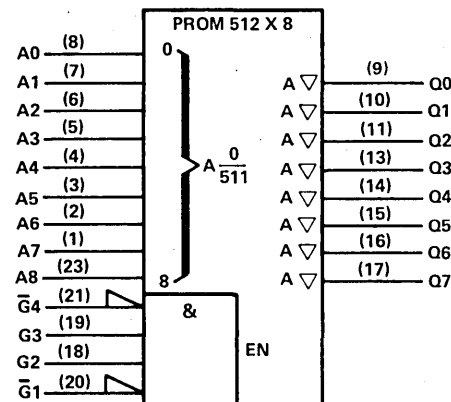 PROM 512 X 8
A0 (8) 0 (9) Q0
A1 (7) A ▽ (10) Q1
A2 (6) A ▽ (11) Q2
A3 (5) A ▽ (13) Q3
A4 (4) A 0/511 A ▽ (14) Q4
A5 (3) A ▽ (15) Q5
A6 (2) A ▽ (16) Q6
A7 (1) A ▽ (17) Q7
A8 (23) 8 A ▽
G̅4 (21) &
G3 (19)
G2 (18) EN
G̅1 (20)